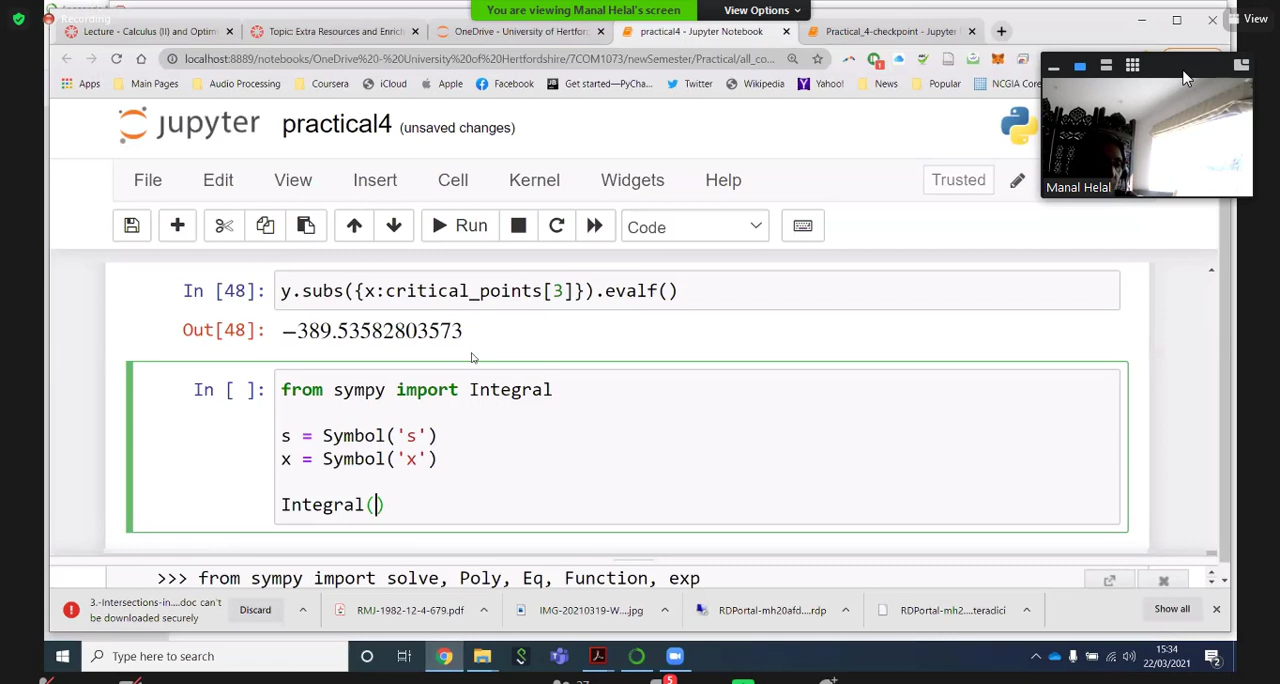 You are viewing Manal Helal's screen
View Options
View
Recording
Lecture - Calculus (II) and Optim
Topic: Extra Resources and Enrich
OneDrive - University of Hertfor
practical4 - Jupyter Notebook
Practical_4-checkpoint - Jupyter
localhost:8889/notebooks/OneDrive%20-%20University%20of%20Hertfordshire/7COM1073/newSemester/Practical/all_co...
Apps
Main Pages
Audio Processing
Coursera
iCloud
Apple
Facebook
Get started—PyCha...
Twitter
Wikipedia
Yahoo!
News
Popular
NCGIA Core
jupyter
practical4 (unsaved changes)
Manal Helal
File
Edit
View
Insert
Cell
Kernel
Widgets
Help
Trusted
Run
Code
In [48]: y.subs({x:critical_points[3]}).evalf()
Out[48]: −389.53582803573
In [ ]: from sympy import Integral
s = Symbol('s')
x = Symbol('x')
Integral()
>>> from sympy import solve, Poly, Eq, Function, exp
3.-Intersections-in....doc can't
be downloaded securely
Discard
RMJ-1982-12-4-679.pdf
IMG-20210319-W....jpg
RDPortal-mh20afd....rdp
RDPortal-mh2....teradici
Show all
Type here to search
15:34
22/03/2021
2
5